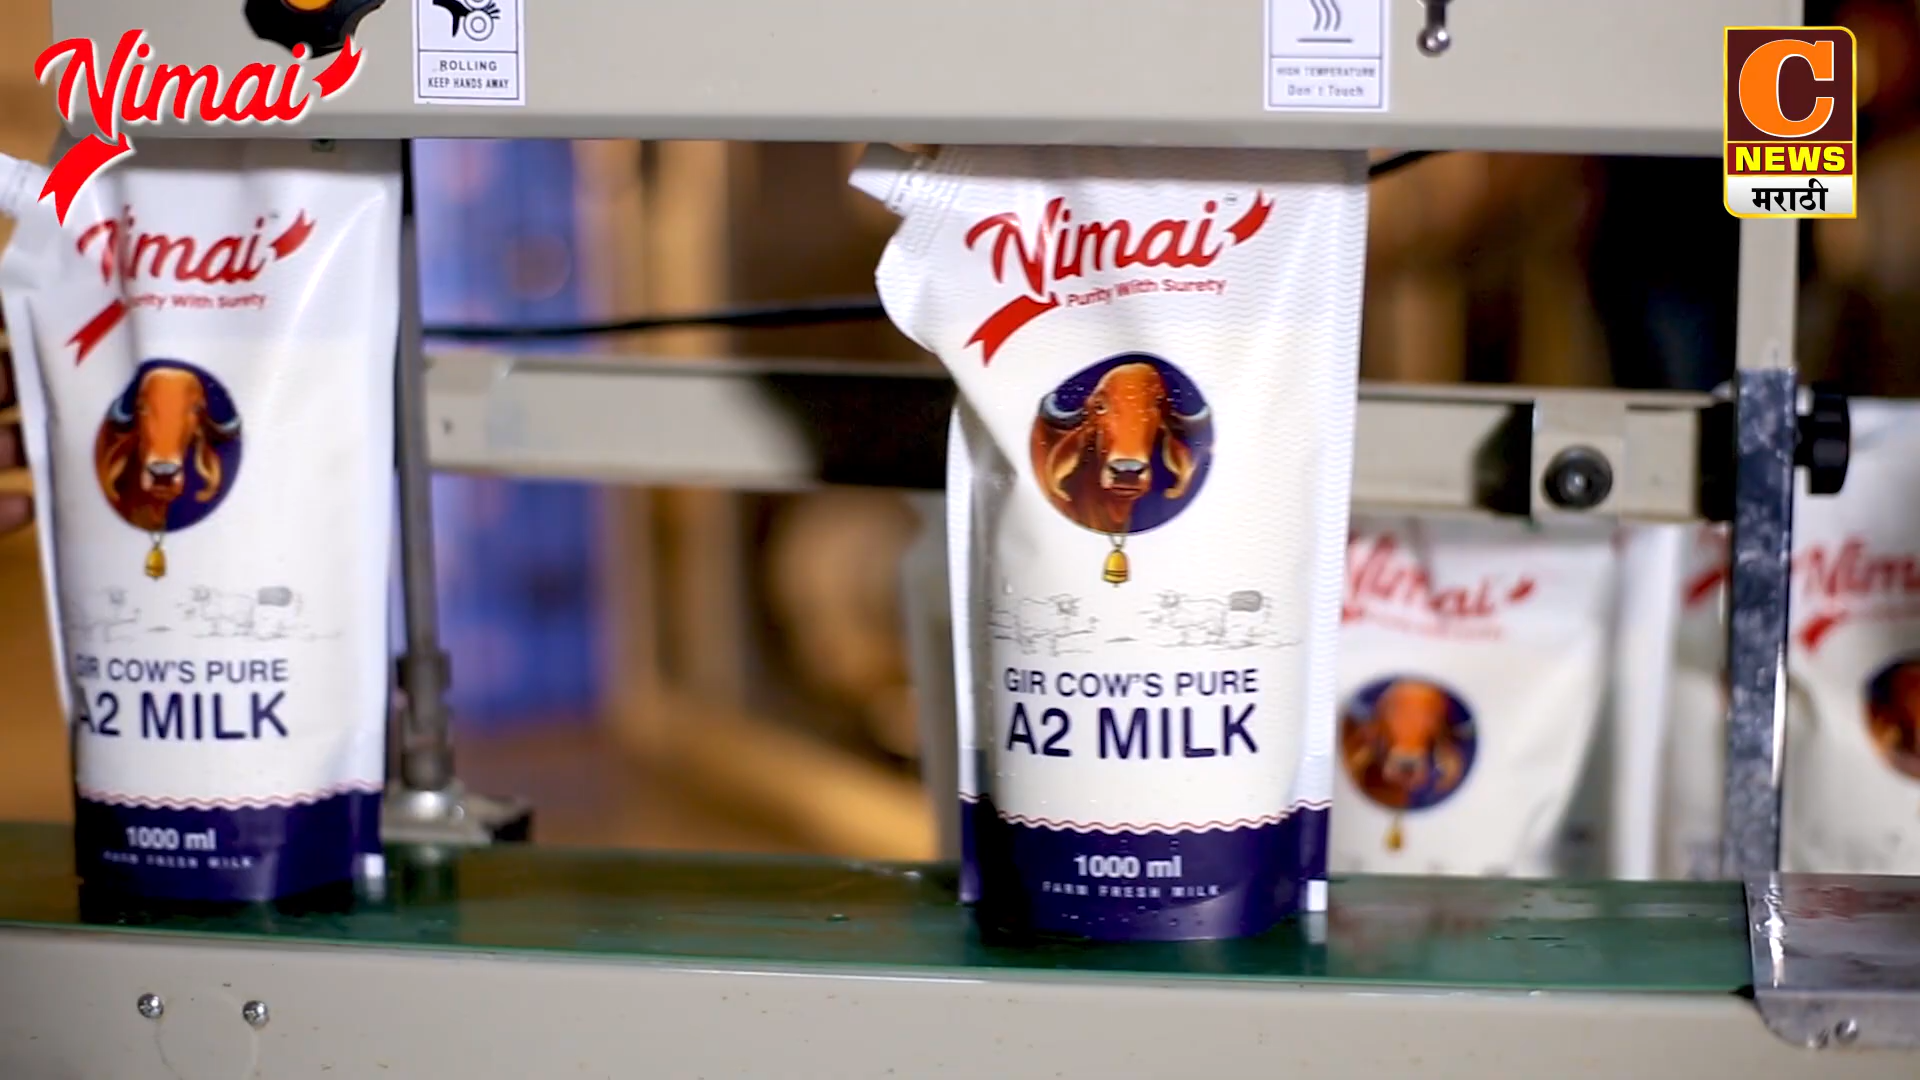 Nimai
ROLLING
KEEP HANDS AWAY
HIGH TEMPERATURE
Don't Touch
C
NEWS
मराठी
Nimai
Purity With Surety
GIR COW'S PURE
A2 MILK
1000 ml
FARM FRESH MILK
Nimai
Purity With Surety
GIR COW'S PURE
A2 MILK
1000 ml
FARM FRESH MILK
Nimai
Nimai